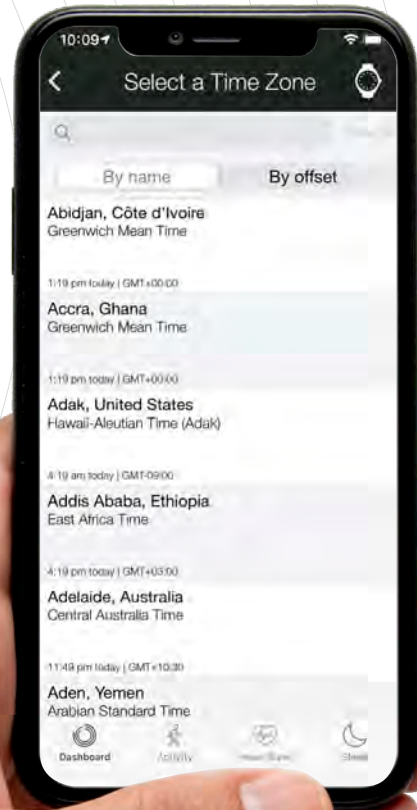 10:09
Select a Time Zone
By name
By offset
Abidjan, Côte d'Ivoire
Greenwich Mean Time
1:19 pm today | GMT+00:00
Accra, Ghana
Greenwich Mean Time
1:19 pm today | GMT+00:00
Adak, United States
Hawaii-Aleutian Time (Adak)
4:19 am today | GMT-09:00
Addis Ababa, Ethiopia
East Africa Time
4:19 pm today | GMT+03:00
Adelaide, Australia
Central Australia Time
11:49 pm today | GMT+10:30
Aden, Yemen
Arabian Standard Time
Dashboard
Activity
Sleep